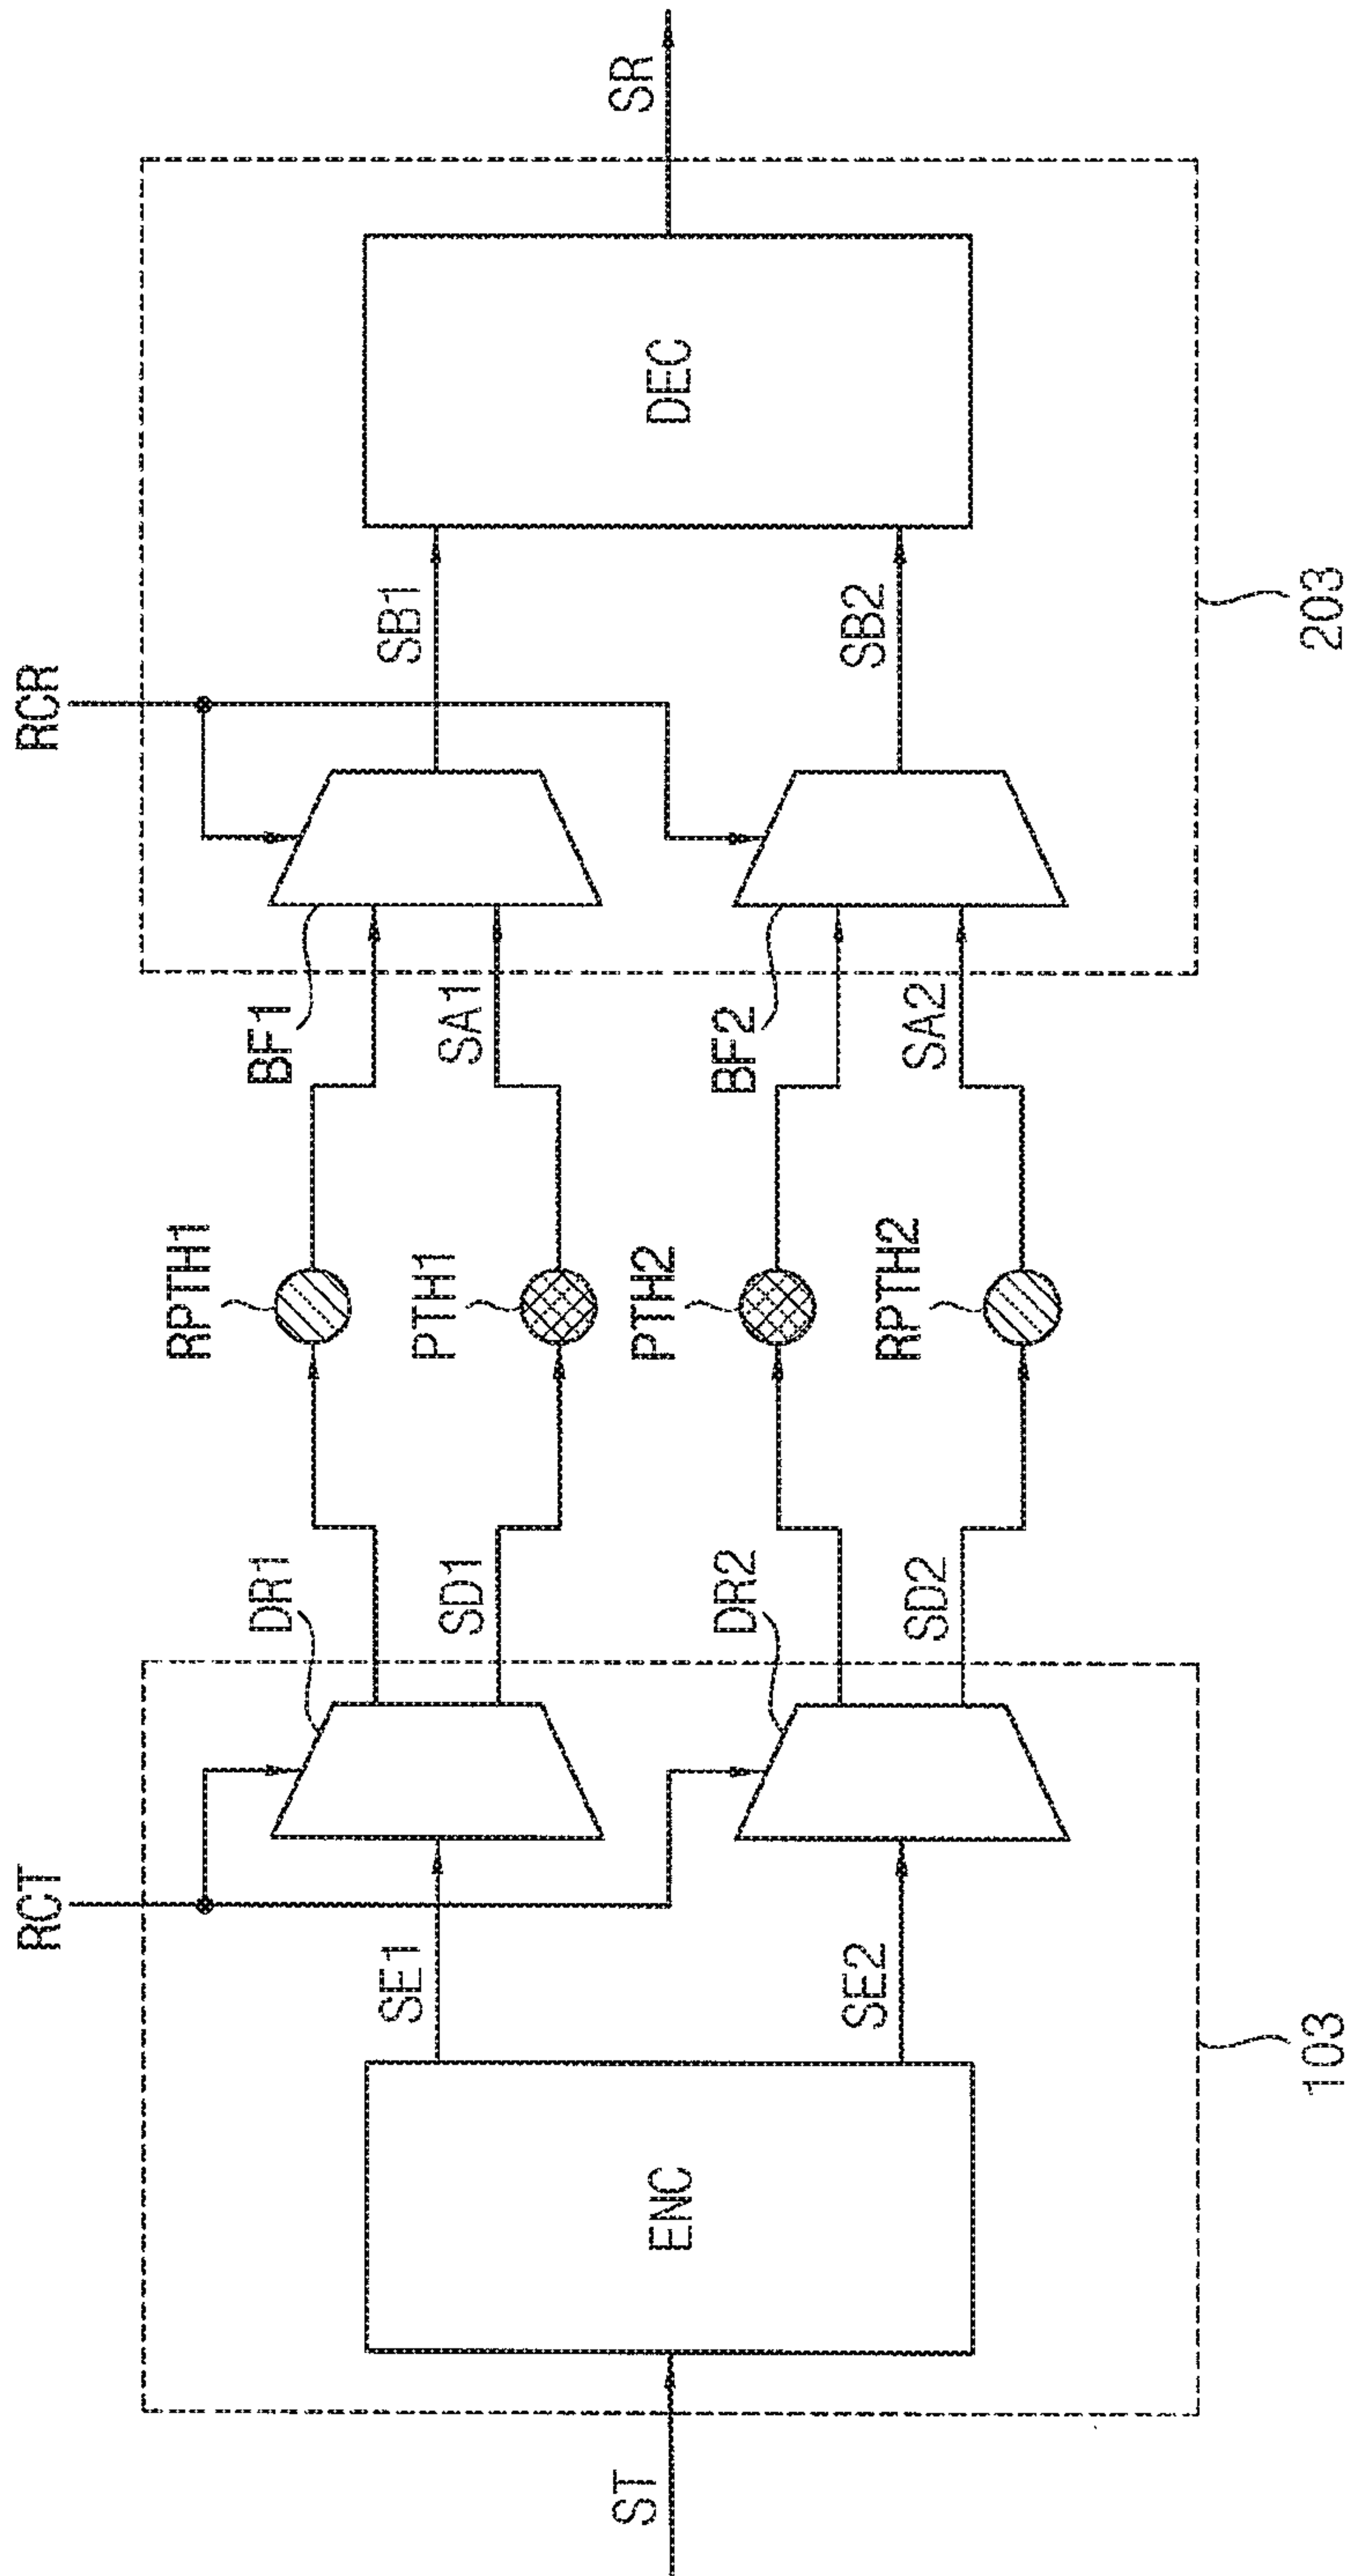 RCT
RCR
DR1
RPTH1
BF1
SE1
SB1
SD1
PTH1
SA1
ST
ENC
DEC
SR
DR2
PTH2
BF2
SE2
SB2
SD2
RPTH2
SA2
103
203